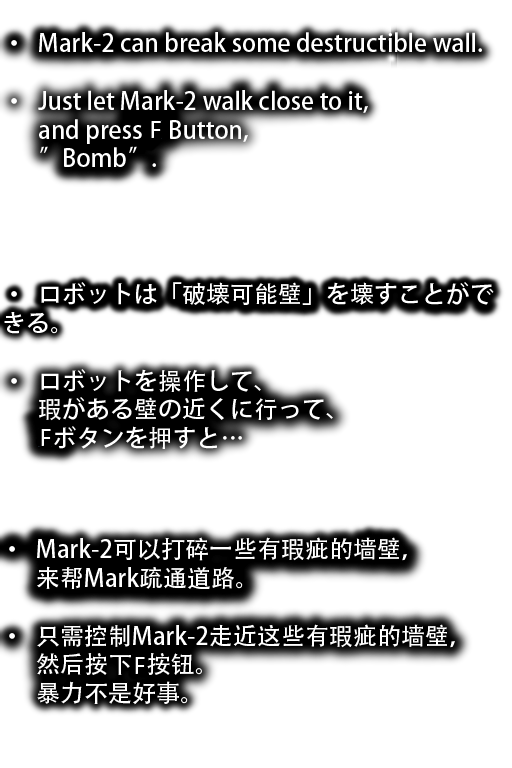 • Mark-2 can break some destructible wall.
• Just let Mark-2 walk close to it,
and press F Button,
”Bomb”.
• ロボットは「破壊可能壁」を壊すことがで
きる。
• ロボットを操作して、
瑕がある壁の近くに行って、
Fボタンを押すと…
• Mark-2可以打碎一些有瑕疵的墙壁,
来帮Mark疏通道路。
• 只需控制Mark-2走近这些有瑕疵的墙壁,
然后按下F按钮。
暴力不是好事。